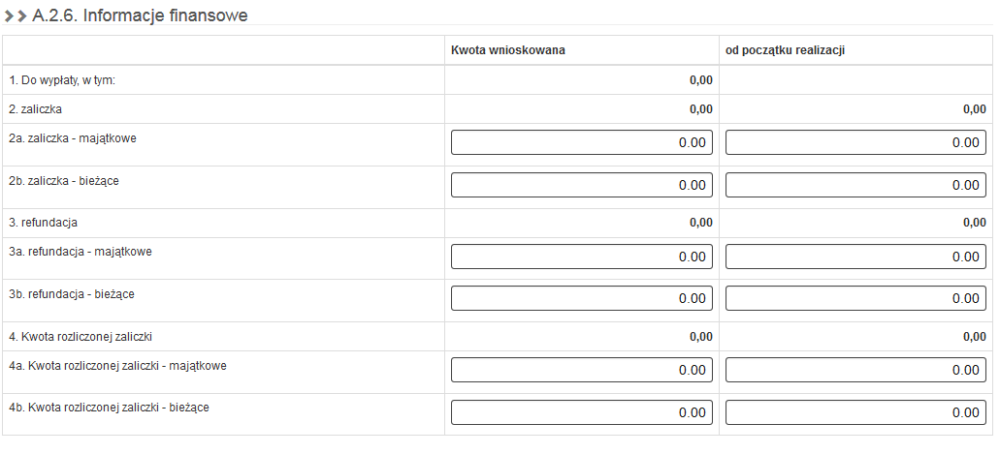 A.2.6. Informacje finansowe
Kwota wnioskowana od początku realizacji
1. Do wypłaty, w tym: 0,00
2. zaliczka 0,00 0,00
2a. zaliczka - majątkowe 0.00 0.00
2b. zaliczka - bieżące 0.00 0.00
3. refundacja 0,00 0,00
3a. refundacja - majątkowe 0.00 0.00
3b. refundacja - bieżące 0.00 0.00
4. Kwota rozliczonej zaliczki 0,00 0,00
4a. Kwota rozliczonej zaliczki - majątkowe 0.00 0.00
4b. Kwota rozliczonej zaliczki - bieżące 0.00 0.00